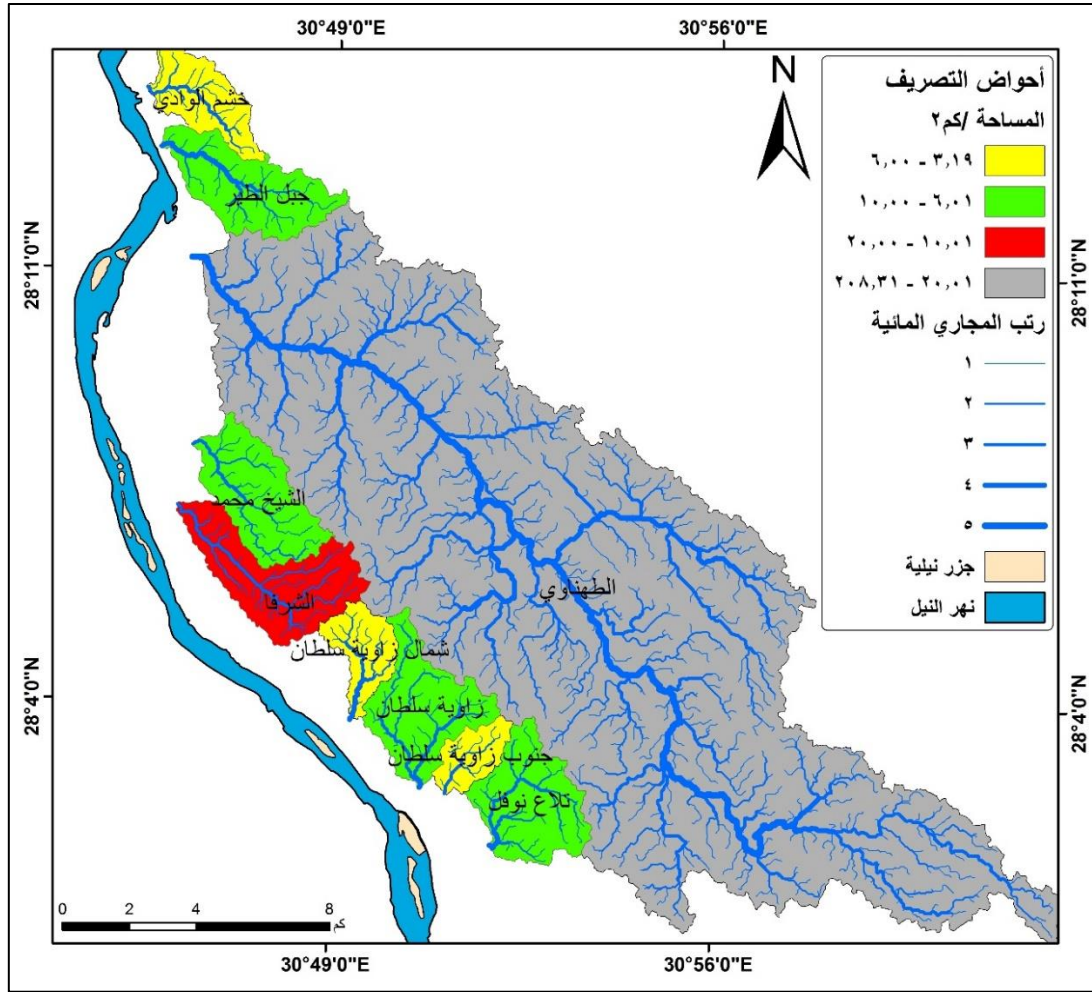 30°49'0"E
30°56'0"E
N
أحواض التصريف
المساحة /كم٢
٣,١٩ - ٦,٠٠
٦,٠١ - ١٠,٠٠
١٠,٠١ - ٢٠,٠٠
٢٠,٠١ - ٢٠٨,٣١
رتب المجاري المائية
١
٢
٣
٤
٥
جزر نيلية
نهر النيل
خشم الوادي
جبل الطير
28°11'0"N
28°11'0"N
الشيخ محمد
الطهناوي
الشرفا
شمال زاوية سلطان
28°4'0"N
28°4'0"N
زاوية سلطان
جنوب زاوية سلطان
تلاع نوفل
0 2 4 8
كم
30°49'0"E
30°56'0"E